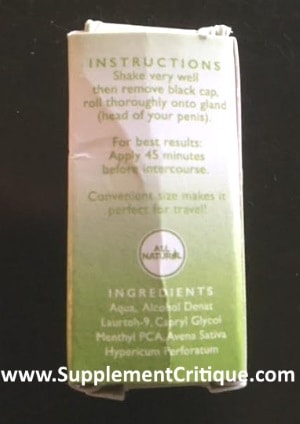 INSTRUCTIONS
Shake very well
then remove black cap,
roll thoroughly onto gland
(head of your penis).
For best results:
Apply 45 minutes
before intercourse.
Convenient size makes it
perfect for travel!
ALL
NATURAL
INGREDIENTS
Aqua, Alcohol Denat
Laurteh-9, Capryl Glycol
Menthyl PCA, Avena Sativa
Hypericum Perforatum
www.SupplementCritique.com